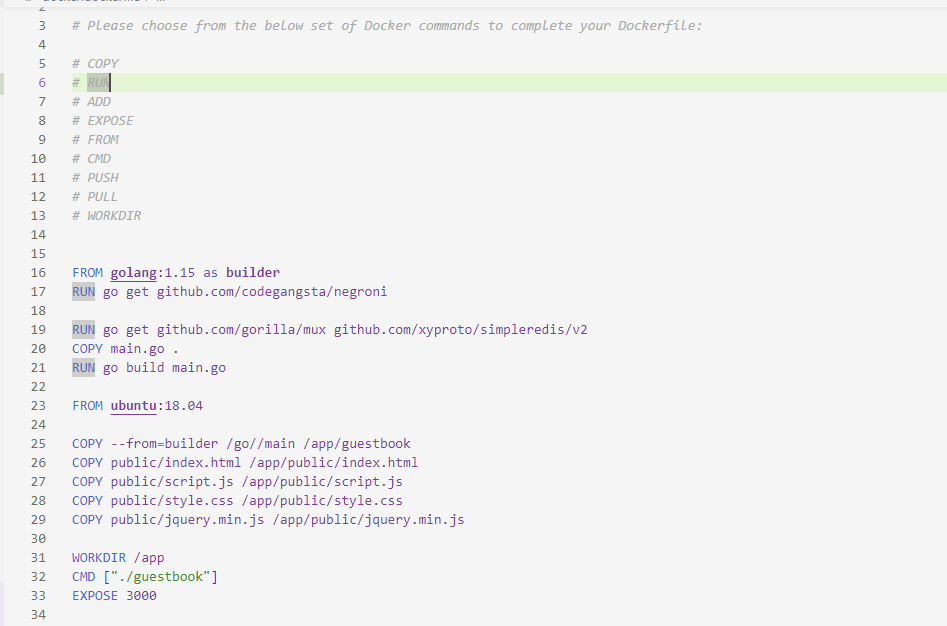 2
3 # Please choose from the below set of Docker commands to complete your Dockerfile:
4
5 # COPY
6 # RUN
7 # ADD
8 # EXPOSE
9 # FROM
10 # CMD
11 # PUSH
12 # PULL
13 # WORKDIR
14
15
16 FROM golang:1.15 as builder
17 RUN go get github.com/codegangsta/negroni
18
19 RUN go get github.com/gorilla/mux github.com/xyproto/simpleredis/v2
20 COPY main.go .
21 RUN go build main.go
22
23 FROM ubuntu:18.04
24
25 COPY --from=builder /go//main /app/guestbook
26 COPY public/index.html /app/public/index.html
27 COPY public/script.js /app/public/script.js
28 COPY public/style.css /app/public/style.css
29 COPY public/jquery.min.js /app/public/jquery.min.js
30
31 WORKDIR /app
32 CMD ["./guestbook"]
33 EXPOSE 3000
34